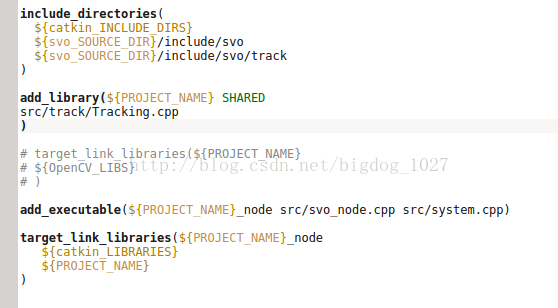 include_directories(
${catkin_INCLUDE_DIRS}
${svo_SOURCE_DIR}/include/svo
${svo_SOURCE_DIR}/include/svo/track
)
add_library(${PROJECT_NAME} SHARED
src/track/Tracking.cpp
)
# target_link_libraries(${PROJECT_NAME}
# ${OpenCV_LIBS}
http://blog.csdn.net/bigdog_1027
# )
add_executable(${PROJECT_NAME}_node src/svo_node.cpp src/system.cpp)
target_link_libraries(${PROJECT_NAME}_node
${catkin_LIBRARIES}
${PROJECT_NAME}
)